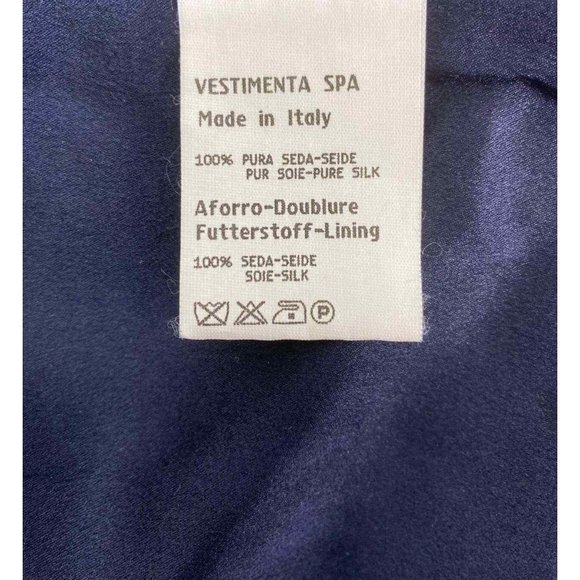 VESTIMENTA SPA
Made in Italy
100% PURA SEDA-SEIDE
PUR SOIE-PURE SILK
Aforro-Doublure
Futterstoff-Lining
100% SEDA-SEIDE
SOIE-SILK
P